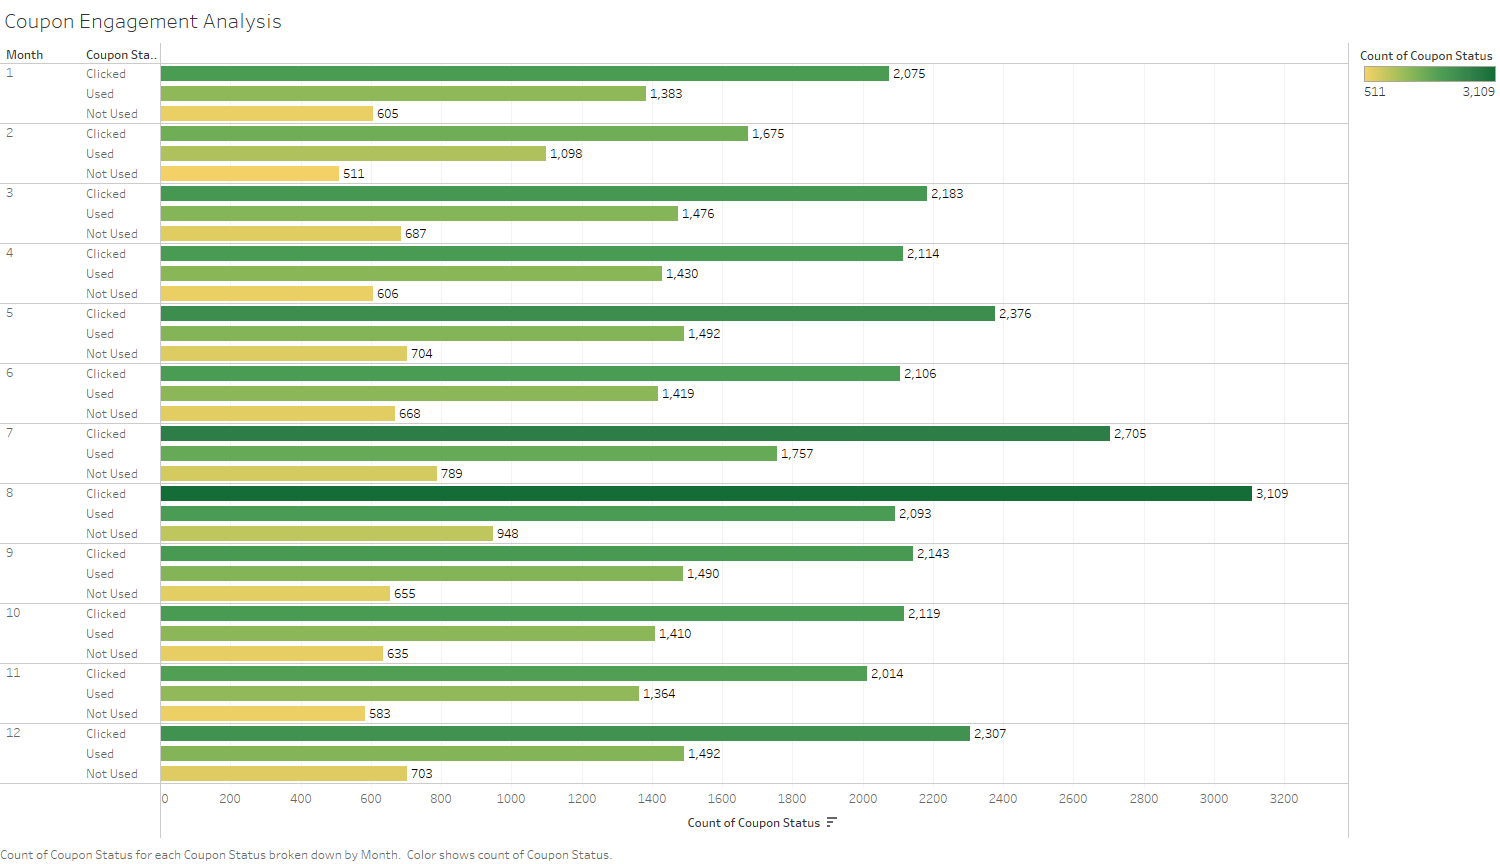 Coupon Engagement Analysis
Month Coupon Sta.. Count of Coupon Status
511 3,109
1 Clicked 2,075
Used 1,383
Not Used 605
2 Clicked 1,675
Used 1,098
Not Used 511
3 Clicked 2,183
Used 1,476
Not Used 687
4 Clicked 2,114
Used 1,430
Not Used 606
5 Clicked 2,376
Used 1,492
Not Used 704
6 Clicked 2,106
Used 1,419
Not Used 668
7 Clicked 2,705
Used 1,757
Not Used 789
8 Clicked 3,109
Used 2,093
Not Used 948
9 Clicked 2,143
Used 1,490
Not Used 655
10 Clicked 2,119
Used 1,410
Not Used 635
11 Clicked 2,014
Used 1,364
Not Used 583
12 Clicked 2,307
Used 1,492
Not Used 703
0 200 400 600 800 1000 1200 1400 1600 1800 2000 2200 2400 2600 2800 3000 3200
Count of Coupon Status
Count of Coupon Status for each Coupon Status broken down by Month. Color shows count of Coupon Status.